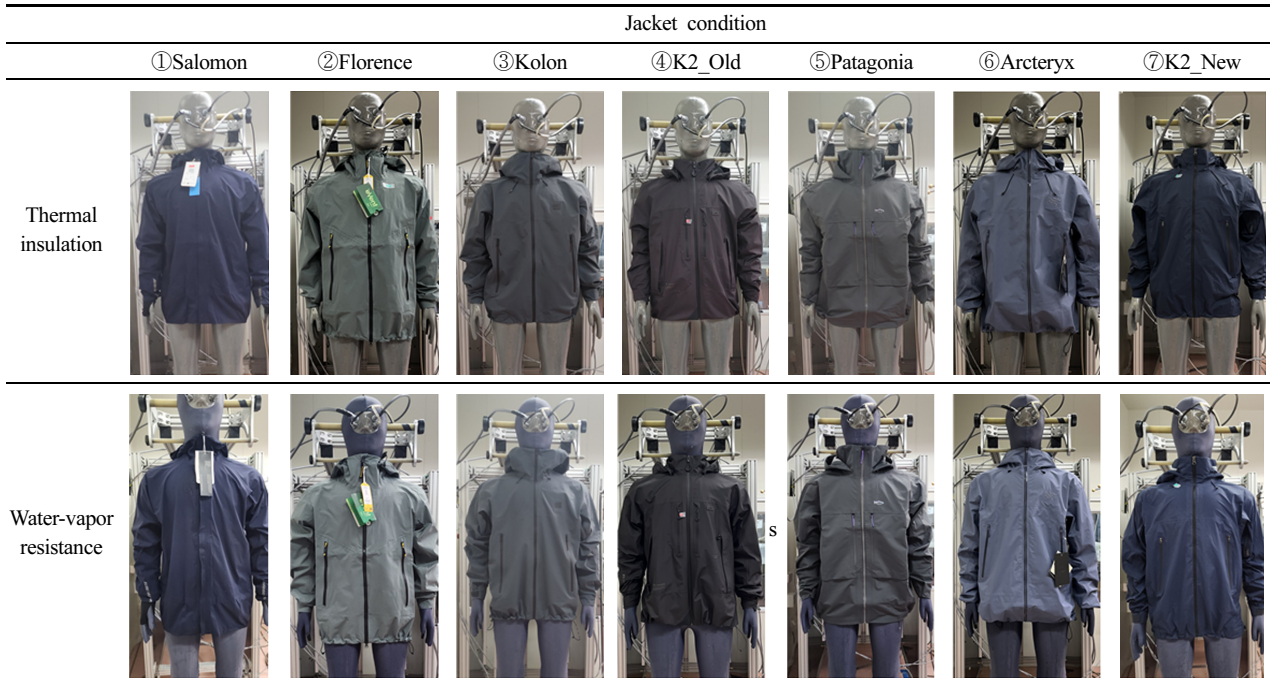 Jacket condition
①Salomon ②Florence ③Kolon ④K2_Old ⑤Patagonia ⑥Arcteryx ⑦K2_New
Thermal
insulation
Water-vapor
resistance
s